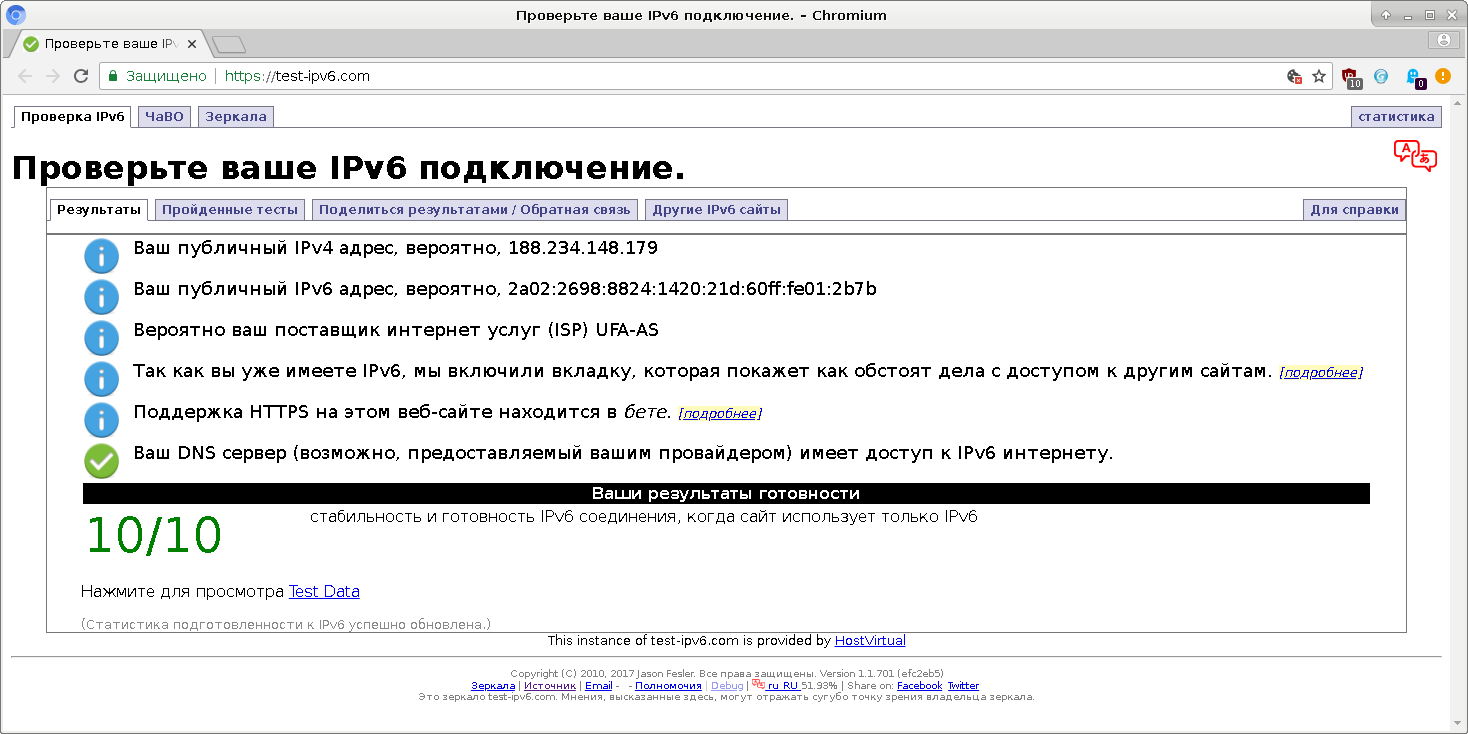 Проверьте ваше IPv6 подключение. - Chromium
Проверьте ваше IPv
Защищено https://test-ipv6.com
10 0
Проверка IPv6 ЧаВО Зеркала статистика
Проверьте ваше IPv6 подключение.
Результаты Пройденные тесты Поделиться результатами / Обратная связь Другие IPv6 сайты Для справки
Ваш публичный IPv4 адрес, вероятно, 188.234.148.179
Ваш публичный IPv6 адрес, вероятно, 2a02:2698:8824:1420:21d:60ff:fe01:2b7b
Вероятно ваш поставщик интернет услуг (ISP) UFA-AS
Так как вы уже имеете IPv6, мы включили вкладку, которая покажет как обстоят дела с доступом к другим сайтам. [подробнее]
Поддержка HTTPS на этом веб-сайте находится в бете. [подробнее]
Ваш DNS сервер (возможно, предоставляемый вашим провайдером) имеет доступ к IPv6 интернету.
Ваши результаты готовности
10/10 стабильность и готовность IPv6 соединения, когда сайт использует только IPv6
Нажмите для просмотра Test Data
(Статистика подготовленности к IPv6 успешно обновлена.)
This instance of test-ipv6.com is provided by HostVirtual
Copyright (C) 2010, 2017 Jason Fesler. Все права защищены. Version 1.1.701 (efc2eb5)
Зеркала | Источник | Email - - Полномочия | Debug | ru_RU 51.93% | Share on: Facebook Twitter
Это зеркало test-ipv6.com. Мнения, высказанные здесь, могут отражать сугубо точку зрения владельца зеркала.